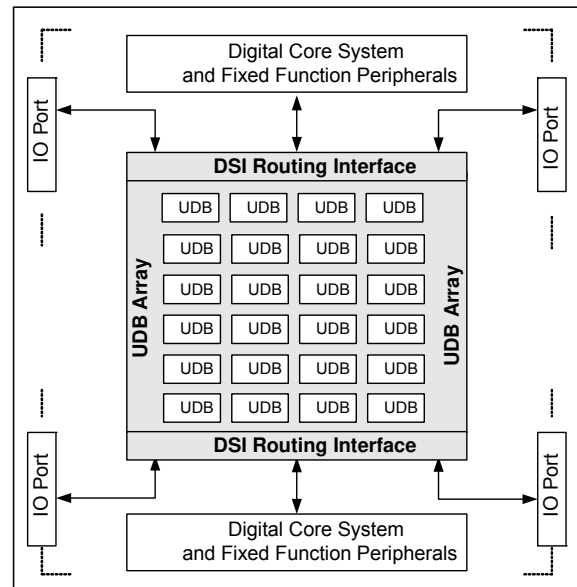 Digital Core System
and Fixed Function Peripherals
IO Port
IO Port
DSI Routing Interface
UDB Array
UDB Array
UDB UDB UDB UDB
UDB UDB UDB UDB
UDB UDB UDB UDB
UDB UDB UDB UDB
UDB UDB UDB UDB
UDB UDB UDB UDB
DSI Routing Interface
IO Port
IO Port
Digital Core System
and Fixed Function Peripherals